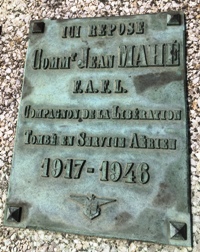 ICI REPOSE
COMMT JEAN MAHÉ
F.A.F.L.
COMPAGNON DE LA LIBÉRATION
TOMBÉ EN SERVICE AÉRIEN
1917-1946